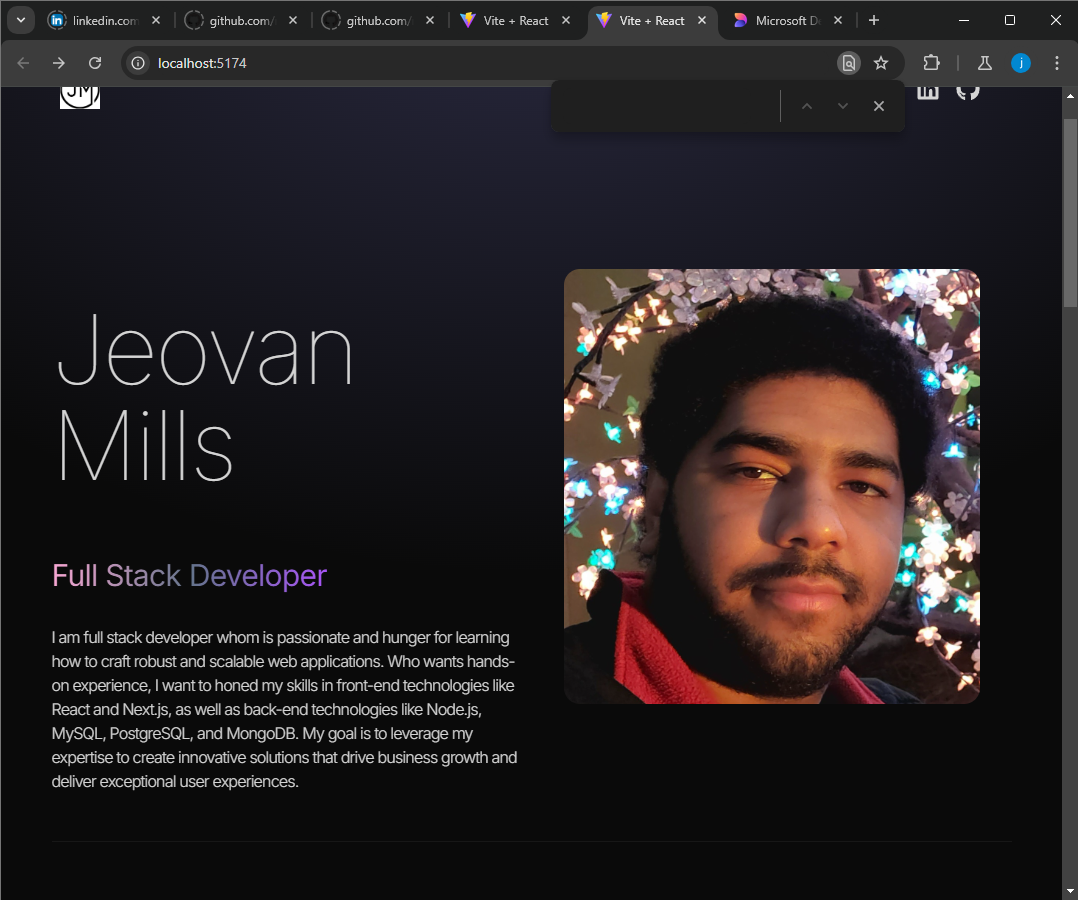 linkedin.com
github.com/
github.com/
Vite + React
Vite + React
Microsoft De
localhost:5174
j
JM
in
Jeovan
Mills
Full Stack Developer
I am full stack developer whom is passionate and hunger for learning
how to craft robust and scalable web applications. Who wants hands-
on experience, I want to honed my skills in front-end technologies like
React and Next.js, as well as back-end technologies like Node.js,
MySQL, PostgreSQL, and MongoDB. My goal is to leverage my
expertise to create innovative solutions that drive business growth and
deliver exceptional user experiences.